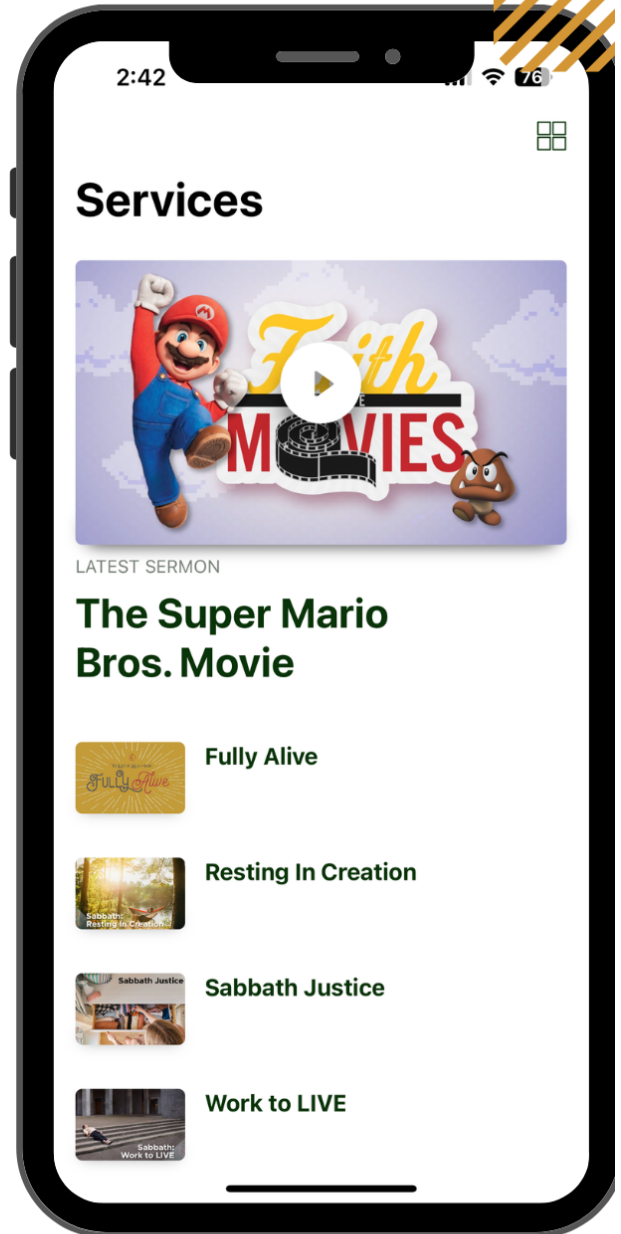 2:42
76
Services
Faith
MOVIES
LATEST SERMON
The Super Mario
Bros. Movie
Fully Alive
Fully Alive
Sabbath:
Resting In Creation
Resting In Creation
Sabbath Justice
Sabbath Justice
Sabbath:
Work to LIVE
Work to LIVE